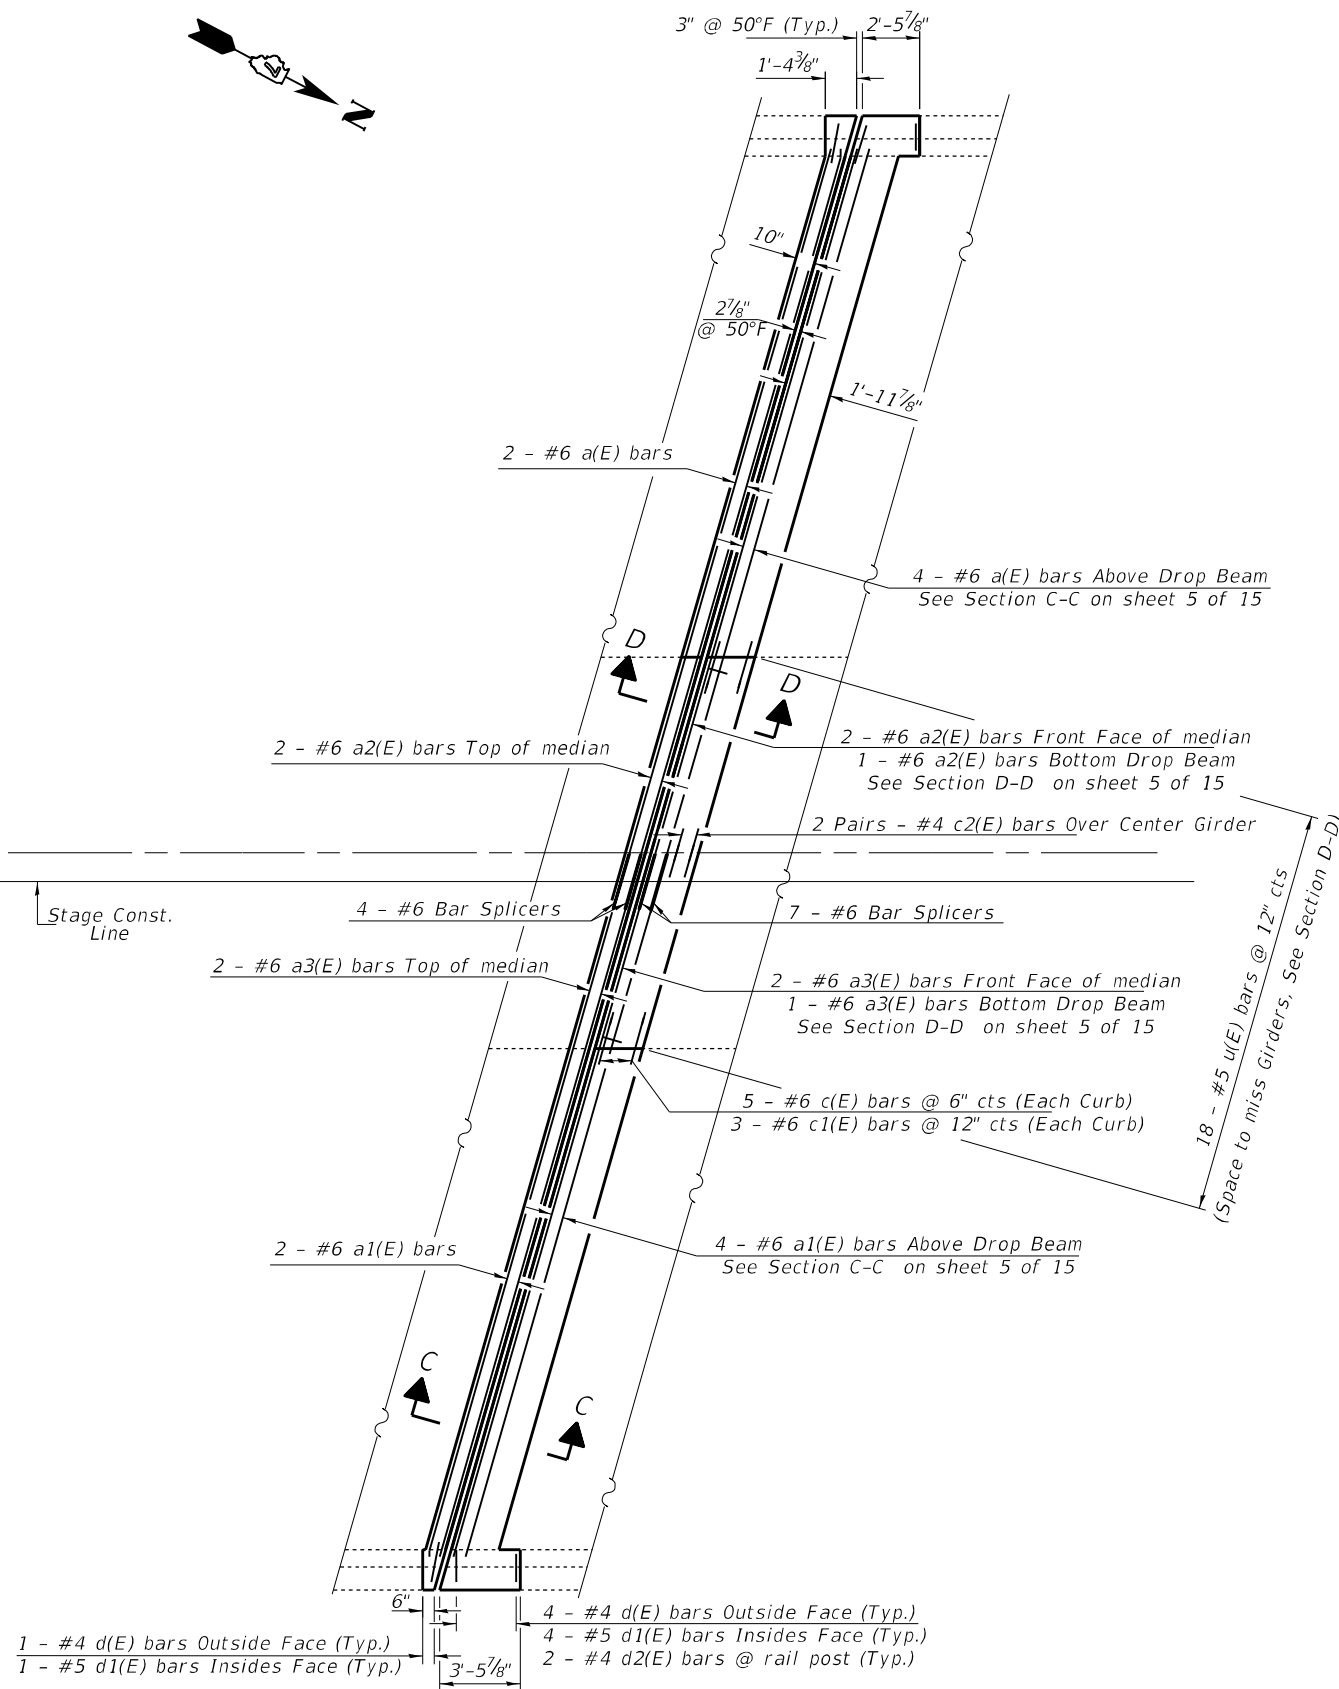 3" @ 50°F (Typ.)
2'-5⅞"
1'-4⅜"
N
10"
2⅞"
@ 50°F
1'-11⅞"
2 - #6 a(E) bars
4 - #6 a(E) bars Above Drop Beam
See Section C-C on sheet 5 of 15
D
D
2 - #6 a2(E) bars Top of median
2 - #6 a2(E) bars Front Face of median
1 - #6 a2(E) bars Bottom Drop Beam
See Section D-D on sheet 5 of 15
2 Pairs - #4 c2(E) bars Over Center Girder
Stage Const.
Line
4 - #6 Bar Splicers
7 - #6 Bar Splicers
2 - #6 a3(E) bars Top of median
2 - #6 a3(E) bars Front Face of median
1 - #6 a3(E) bars Bottom Drop Beam
See Section D-D on sheet 5 of 15
18 - #5 u(E) bars @ 12" cts
(Space to miss Girders, See Section D-D)
5 - #6 c(E) bars @ 6" cts (Each Curb)
3 - #6 c1(E) bars @ 12" cts (Each Curb)
2 - #6 a1(E) bars
4 - #6 a1(E) bars Above Drop Beam
See Section C-C on sheet 5 of 15
C
C
6"
4 - #4 d(E) bars Outside Face (Typ.)
4 - #5 d1(E) bars Insides Face (Typ.)
2 - #4 d2(E) bars @ rail post (Typ.)
1 - #4 d(E) bars Outside Face (Typ.)
1 - #5 d1(E) bars Insides Face (Typ.)
3'-5⅞"